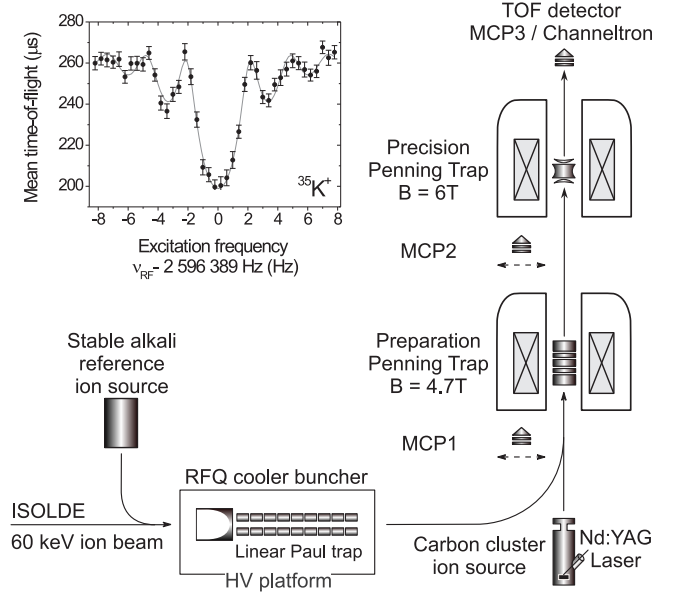 TOF detector
MCP3 / Channeltron
Mean time-of-flight (μs)
280
260
240
220
200
³⁵K⁺
-8 -6 -4 -2 0 2 4 6 8
Excitation frequency
ν_RF- 2 596 389 Hz (Hz)
Precision
Penning Trap
B = 6T
MCP2
Preparation
Penning Trap
B = 4.7T
MCP1
Stable alkali
reference
ion source
RFQ cooler buncher
ISOLDE
60 keV ion beam
Linear Paul trap
HV platform
Carbon cluster
ion source
Nd:YAG
Laser